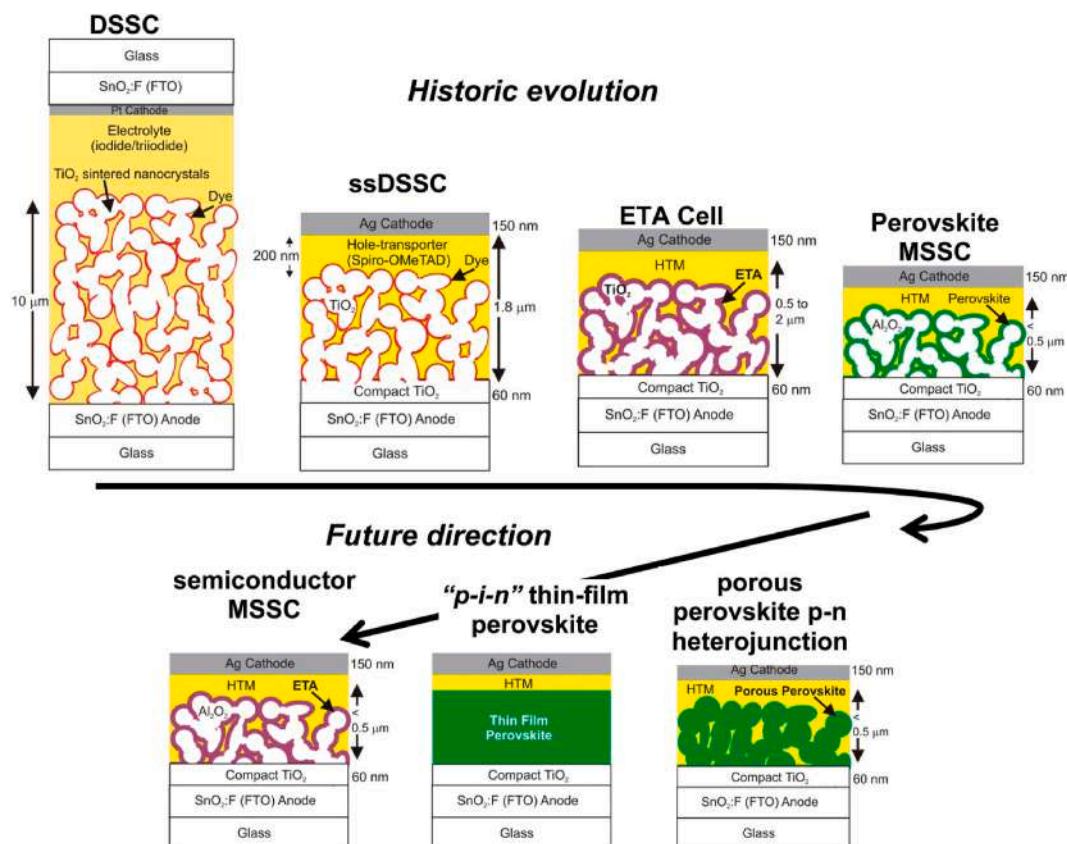 DSSC
Glass
SnO₂:F (FTO)
Pt Cathode
Electrolyte
(iodide/triiodide)
TiO₂ sintered nanocrystals
Dye
10 μm
SnO₂:F (FTO) Anode
Glass
Historic evolution
ssDSSC
Ag Cathode
150 nm
200 nm
Hole-transporter
(Spiro-OMeTAD)
Dye
TiO₂
1.8 μm
Compact TiO₂
60 nm
SnO₂:F (FTO) Anode
Glass
ETA Cell
Ag Cathode
150 nm
HTM
ETA
TiO₂
0.5 to
2 μm
Compact TiO₂
60 nm
SnO₂:F (FTO) Anode
Glass
Perovskite
MSSC
Ag Cathode
150 nm
HTM
Perovskite
Al₂O₂
<
0.5 μm
Compact TiO₂
60 nm
SnO₂:F (FTO) Anode
Glass
Future direction
semiconductor
MSSC
Ag Cathode
150 nm
HTM
ETA
Al₂O₂
<
0.5 μm
Compact TiO₂
60 nm
SnO₂:F (FTO) Anode
Glass
“p-i-n” thin-film
perovskite
Ag Cathode
HTM
Thin Film
Perovskite
Compact TiO₂
SnO₂:F (FTO) Anode
Glass
porous
perovskite p-n
heterojunction
Ag Cathode
150 nm
HTM
Porous Perovskite
<
0.5 μm
Compact TiO₂
60 nm
SnO₂:F (FTO) Anode
Glass